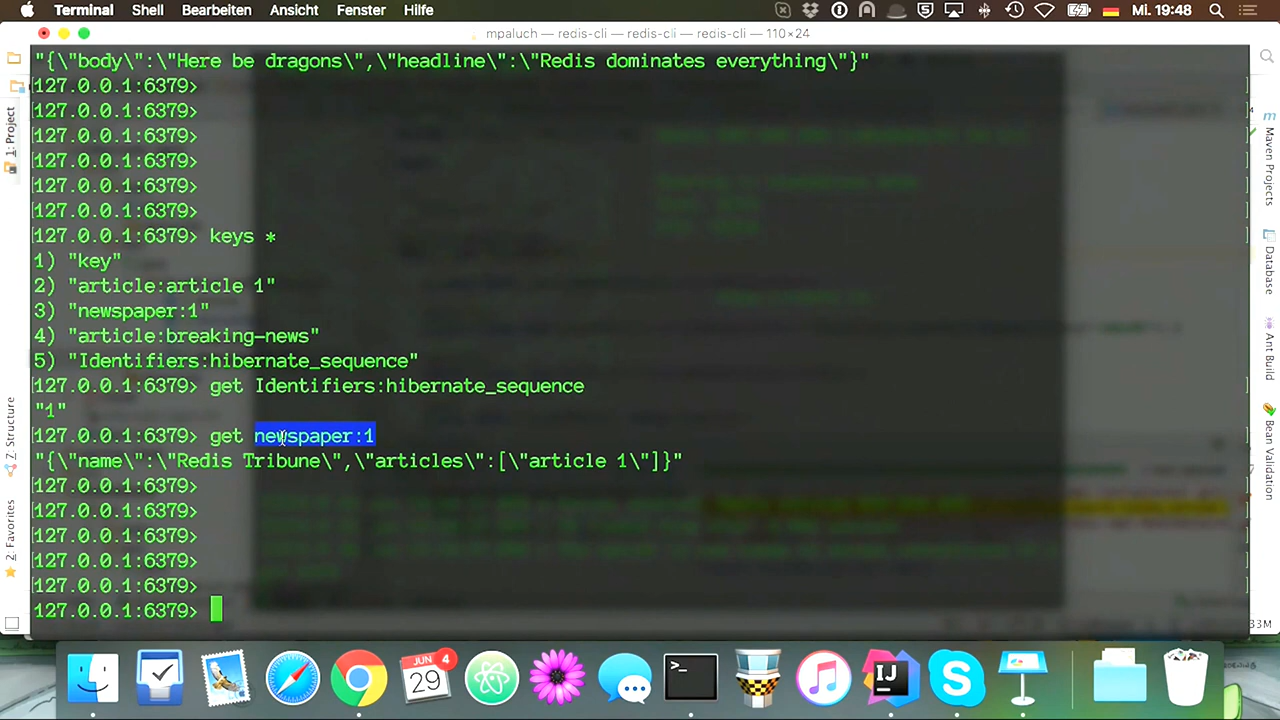 Terminal Shell Bearbeiten Ansicht Fenster Hilfe Mi. 19:48
mpaluch — redis-cli ‹ redis-cli — redis-cli — 110×24
"{\"body\":\"Here be dragons\",\"headline\":\"Redis dominates everything\"}"
127.0.0.1:6379>
127.0.0.1:6379>
127.0.0.1:6379>
127.0.0.1:6379>
127.0.0.1:6379>
127.0.0.1:6379>
127.0.0.1:6379> keys *
1) "key"
2) "article:article 1"
3) "newspaper:1"
4) "article:breaking-news"
5) "Identifiers:hibernate_sequence"
127.0.0.1:6379> get Identifiers:hibernate_sequence
"1"
127.0.0.1:6379> get newspaper:1
"{\"name\":\"Redis Tribune\",\"articles\":[\"article 1\"]}"
127.0.0.1:6379>
127.0.0.1:6379>
127.0.0.1:6379>
127.0.0.1:6379>
127.0.0.1:6379>
127.0.0.1:6379>
1: Project
7: Structure
2: Favorites
Maven Projects
Database
Ant Build
Bean Validation
33M
JUN 4
29
>_
IJ
S